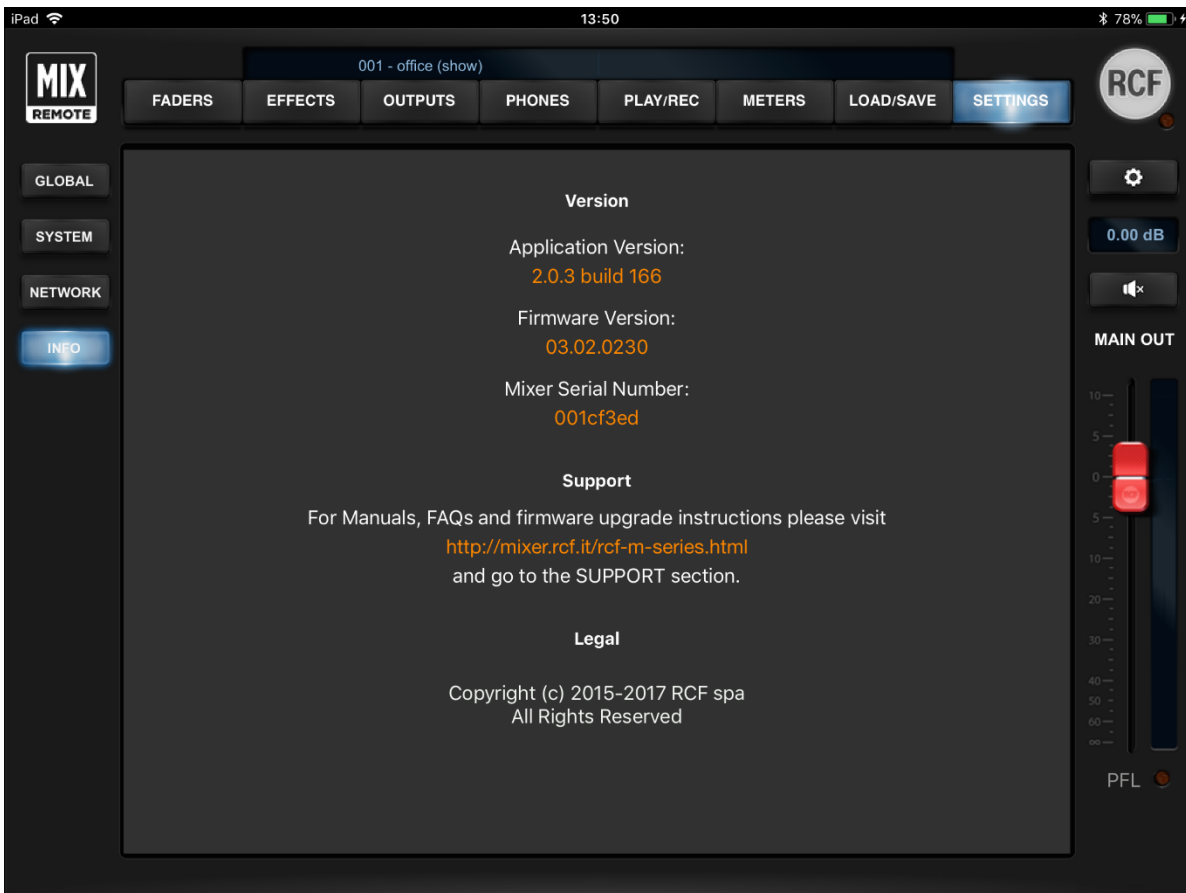 iPad 13:50 78%
MIX
REMOTE
001 - office (show)
FADERS EFFECTS OUTPUTS PHONES PLAY/REC METERS LOAD/SAVE SETTINGS
RCF
GLOBAL
SYSTEM
NETWORK
INFO
Version
Application Version:
2.0.3 build 166
Firmware Version:
03.02.0230
Mixer Serial Number:
001cf3ed
Support
For Manuals, FAQs and firmware upgrade instructions please visit
http://mixer.rcf.it/rcf-m-series.html
and go to the SUPPORT section.
Legal
Copyright (c) 2015-2017 RCF spa
All Rights Reserved
0.00 dB
MAIN OUT
10
5
0
5
10
20
30
40
50
60
∞
PFL